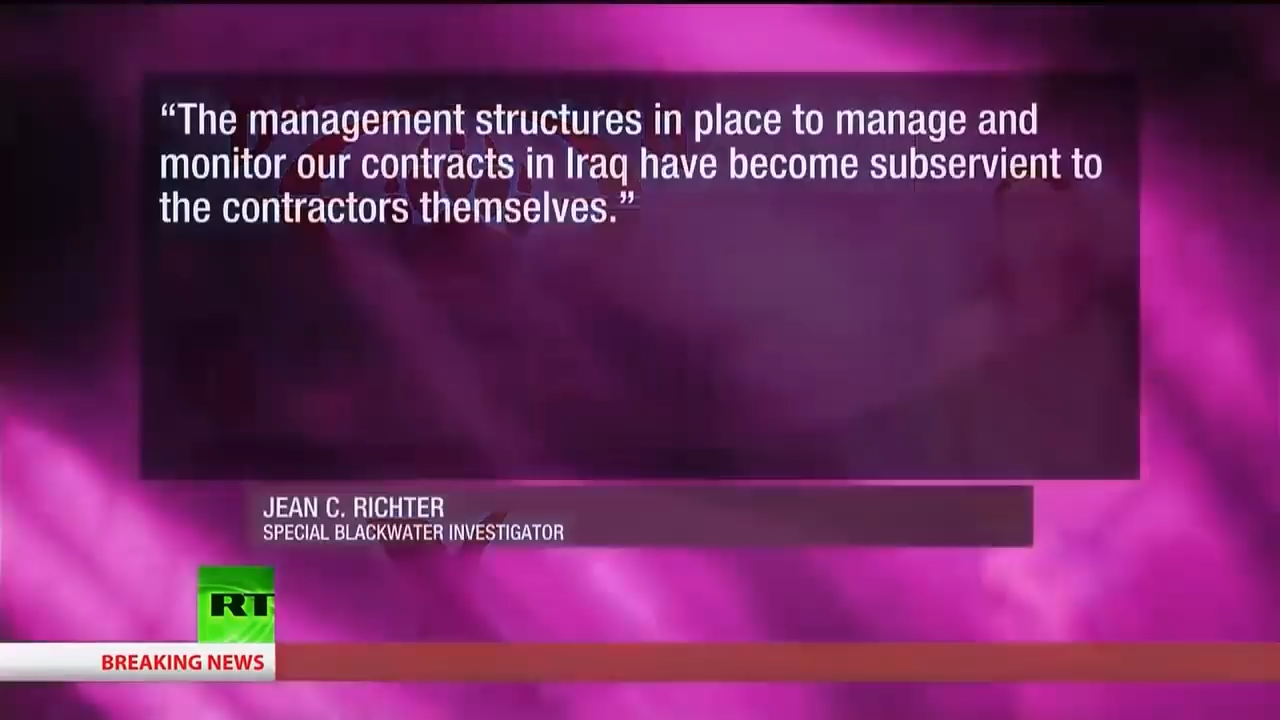 “The management structures in place to manage and
monitor our contracts in Iraq have become subservient to
the contractors themselves.”
JEAN C. RICHTER
SPECIAL BLACKWATER INVESTIGATOR
RT
BREAKING NEWS